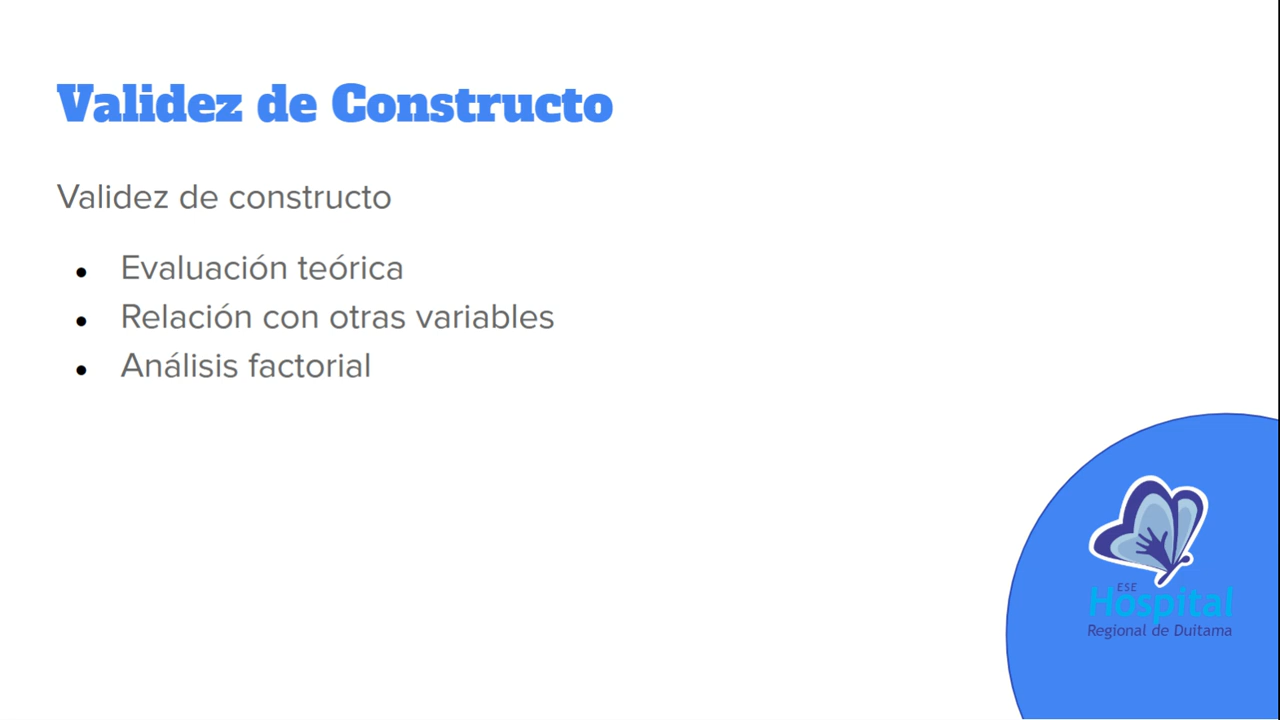 Validez de Constructo
Validez de constructo
● Evaluación teórica
● Relación con otras variables
● Análisis factorial
ESE
Hospital
Regional de Duitama